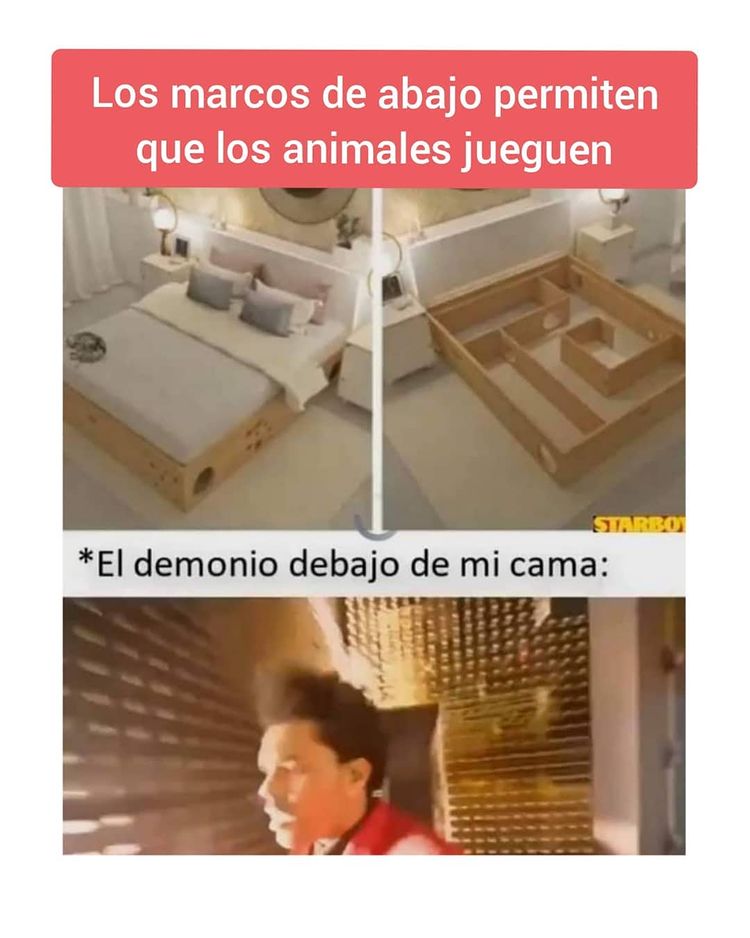 Los marcos de abajo permiten
que los animales jueguen
STARBOY
*El demonio debajo de mi cama: